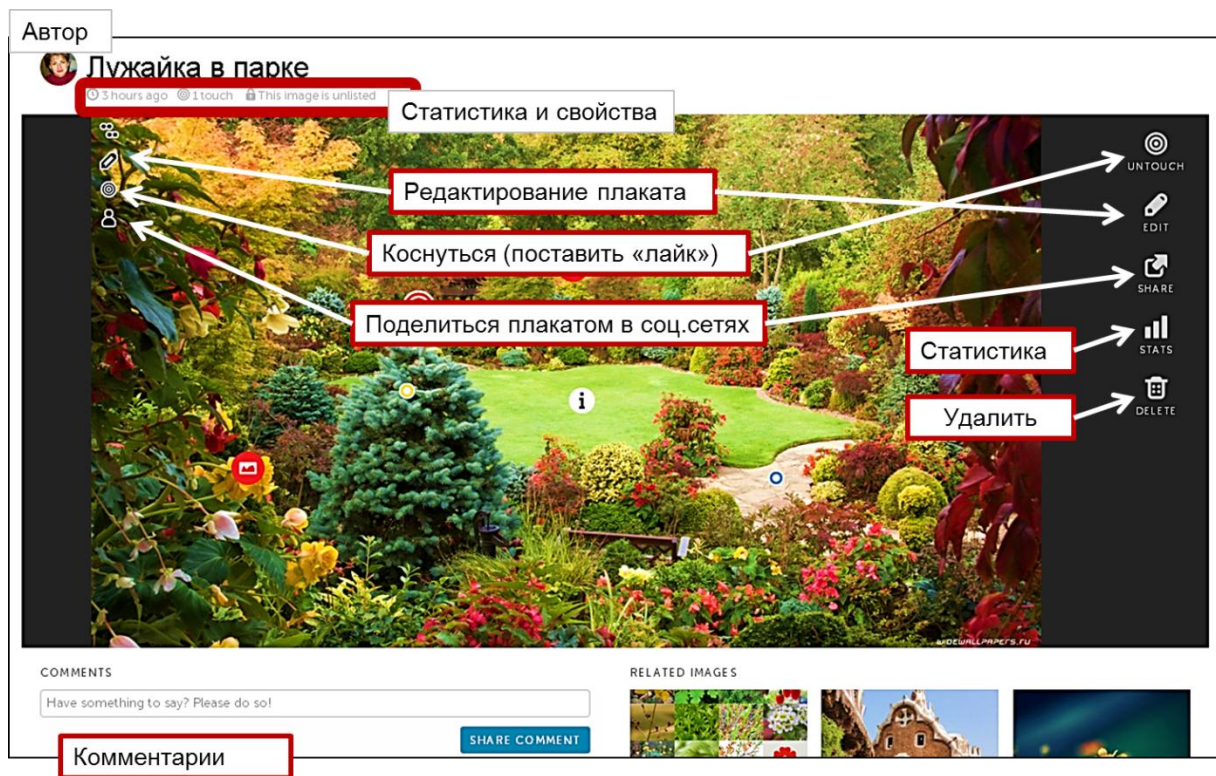 Автор
Лужайка в парке
3 hours ago 1 touch This image is unlisted
Статистика и свойства
UNTOUCH
Редактирование плаката
EDIT
Коснуться (поставить «лайк»)
SHARE
Поделиться плакатом в соц.сетях
Статистика
STATS
Удалить
DELETE
WIDEWALLPAPERS.RU
COMMENTS
RELATED IMAGES
Have something to say? Please do so!
SHARE COMMENT
Комментарии